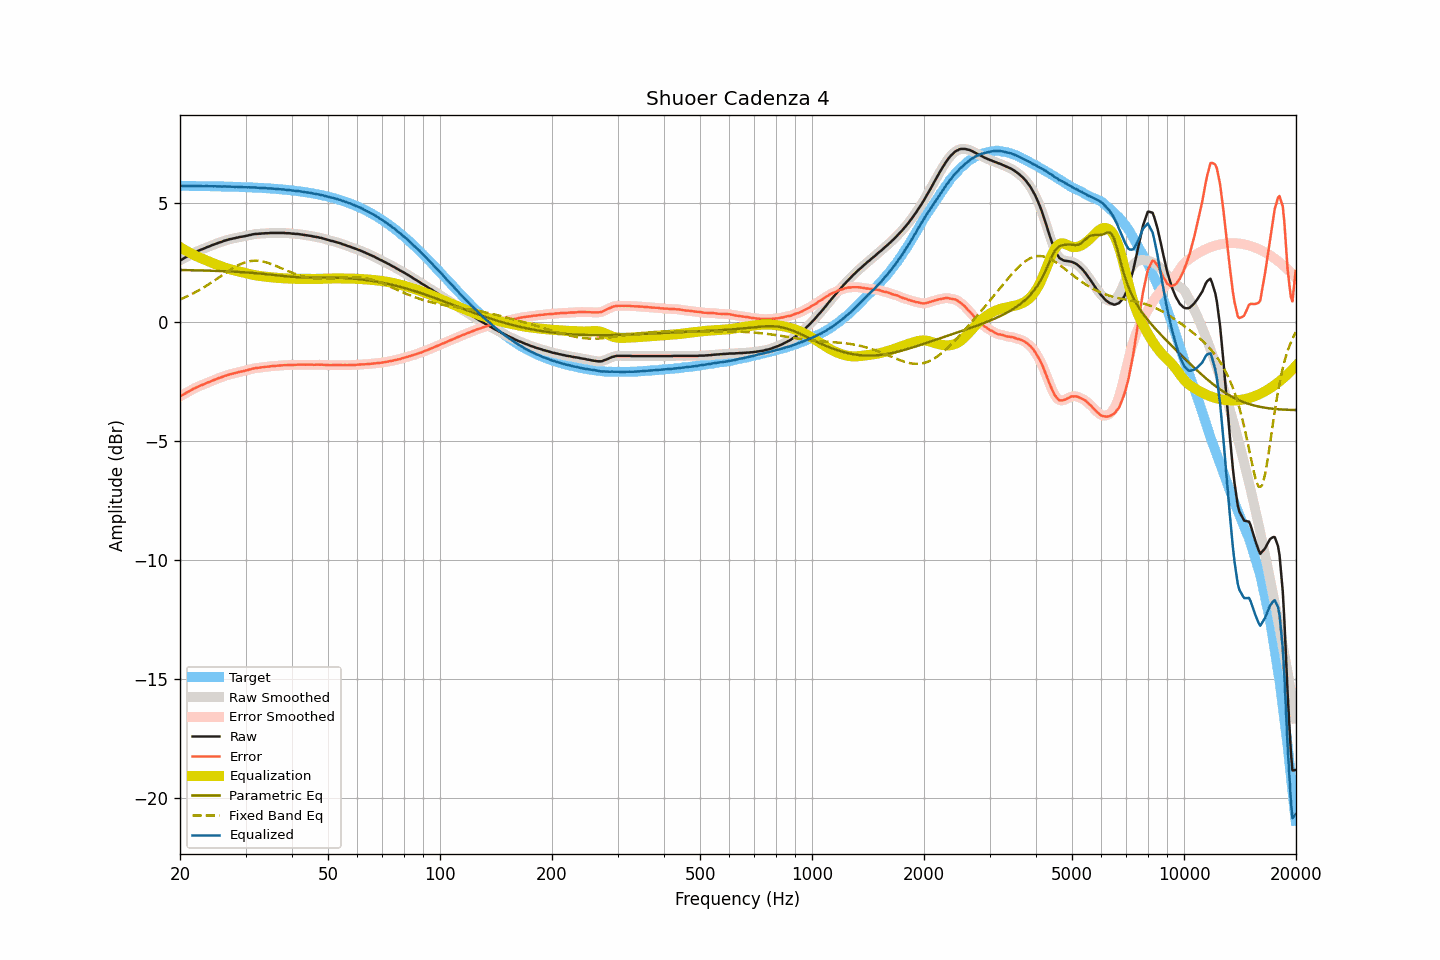 Shuoer Cadenza 4
Amplitude (dBr)
5
0
−5
−10
−15
−20
Target
Raw Smoothed
Error Smoothed
Raw
Error
Equalization
Parametric Eq
Fixed Band Eq
Equalized
20 50 100 200 500 1000 2000 5000 10000 20000
Frequency (Hz)